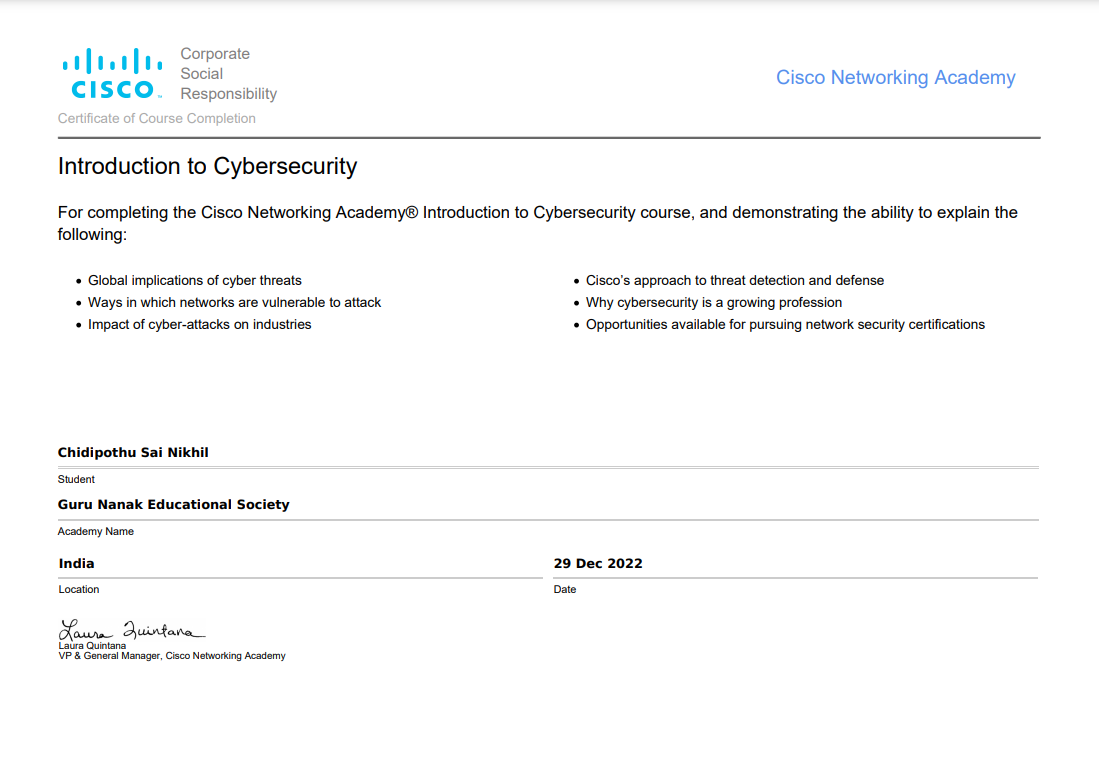 Corporate
Social
Responsibility
CISCO™
Cisco Networking Academy
Certificate of Course Completion
Introduction to Cybersecurity
For completing the Cisco Networking Academy® Introduction to Cybersecurity course, and demonstrating the ability to explain the
following:
• Global implications of cyber threats
• Ways in which networks are vulnerable to attack
• Impact of cyber-attacks on industries
• Cisco’s approach to threat detection and defense
• Why cybersecurity is a growing profession
• Opportunities available for pursuing network security certifications
Chidipothu Sai Nikhil
Student
Guru Nanak Educational Society
Academy Name
India
Location
29 Dec 2022
Date
Laura Quintana
Laura Quintana
VP & General Manager, Cisco Networking Academy